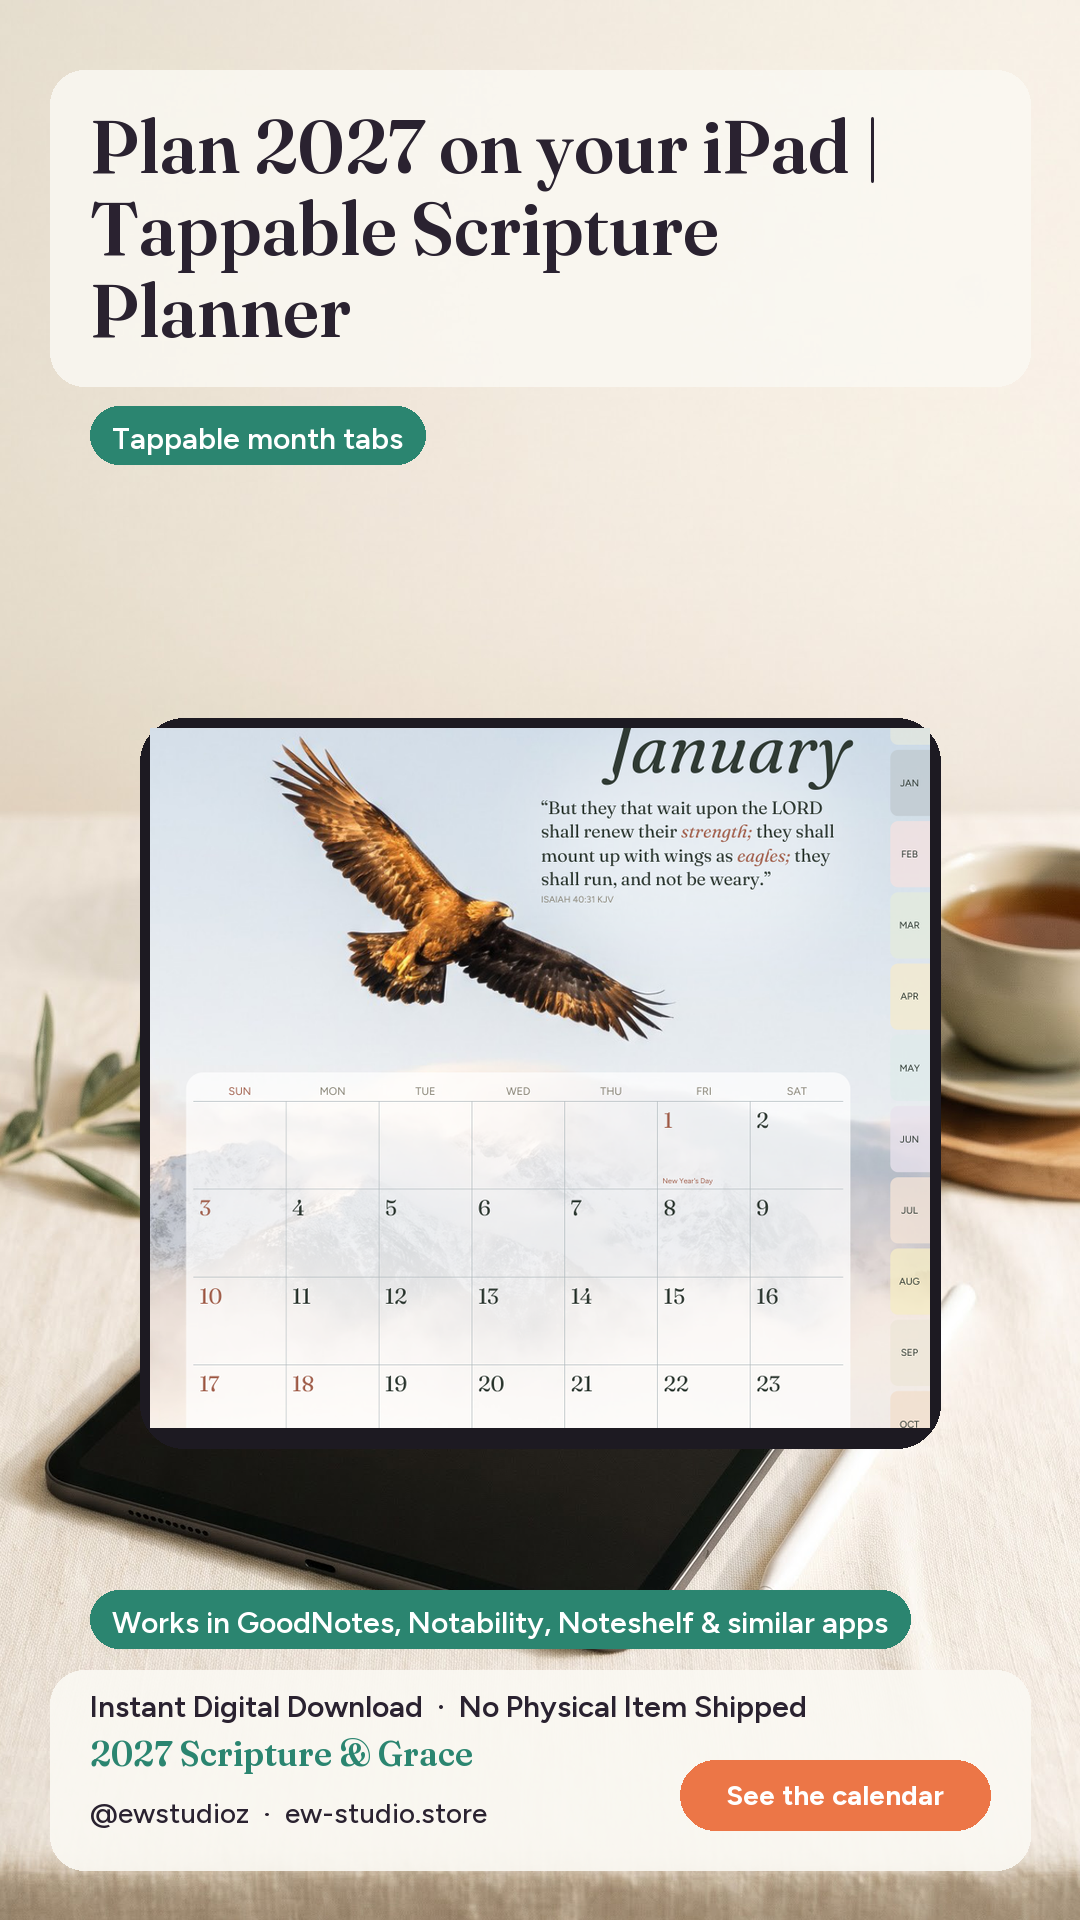 Plan 2027 on your iPad |
Tappable Scripture
Planner
Tappable month tabs
January
“But they that wait upon the LORD
shall renew their strength; they shall
mount up with wings as eagles; they
shall run, and not be weary.”
ISAIAH 40:31 KJV
JAN
FEB
MAR
APR
MAY
JUN
JUL
AUG
SEP
OCT
SUN MON TUE WED THU FRI SAT
1 2
New Year's Day
3 4 5 6 7 8 9
10 11 12 13 14 15 16
17 18 19 20 21 22 23
Works in GoodNotes, Notability, Noteshelf & similar apps
Instant Digital Download · No Physical Item Shipped
2027 Scripture & Grace
@ewstudioz · ew-studio.store
See the calendar